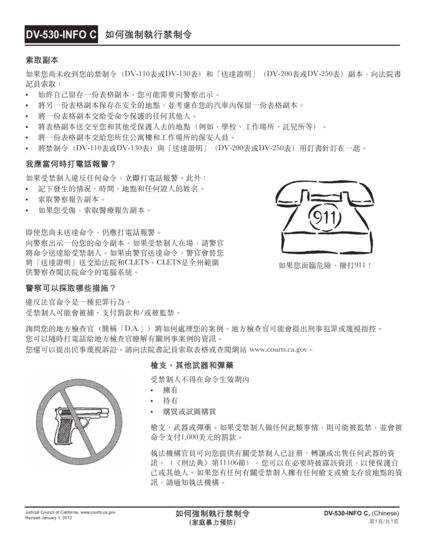 DV-530-INFO C 如何強制執行禁制令
索取副本
如果您尚未收到您的禁制令（DV-110表或DV-130表）和「送達證明」（DV-200表或DV-250表）副本，向法院書
記員索取：
• 始終自己留存一份表格副本。您可能需要向警察出示。
• 將另一份表格副本保存在安全的地點，並考慮在您的汽車內保留一份表格副本。
• 將一份表格副本交給受命令保護的任何其他人。
• 將表格副本送交至您和其他受保護人去的地點（例如，學校、工作場所、託兒所等）。
• 將一份表格副本交給您所住公寓樓和工作場所的保安人員。
• 將禁制令（DV-110表或DV-130表）與「送達證明」（DV-200表或DV-250表）用訂書針訂在一起。
我應當何時打電話報警？
如果受禁制人違反任何命令，立即打電話報警。此外：
• 記下發生的情況、時間、地點和任何證人的姓名。
• 索取警察報告副本。
• 如果您受傷，索取醫療報告副本。
即使您尚未送達命令，仍應打電話報警。
向警察出示一份您的命令副本。如果受禁制人在場，請警官
將命令送達給受禁制人。如果由警官送達命令，警官會替您
將「送達證明」送交給法院和CLETS。CLETS是全州範圍
供警察查閱法院命令的電腦系統。
911
如果您面臨危險，撥打911！
警察可以採取哪些措施？
違反法官命令是一種犯罪行為。
受禁制人可能會被捕、支付罰款和/或被監禁。
詢問您的地方檢查官（簡稱「D.A.」）將如何處理您的案例。地方檢查官可能會提出刑事犯罪或蔑視指控。
您可以隨時打電話給地方檢查官瞭解有關刑事案例的資訊。
您還可以提出民事蔑視訴訟。請向法院書記員索取表格或查閱網站 www.courts.ca.gov。
槍支、其他武器和彈藥
受禁制人不得在命令生效期內
• 擁有
• 持有
• 購買或試圖購買
槍支、武器或彈藥。如果受禁制人做任何此類事情，則可能被監禁，並會被
命令支付1,000美元的罰款。
執法機構官員可向您提供有關受禁制人已註冊、轉讓或出售任何武器的資
訊。（《刑法典》第11106節）。您可以在必要時披露該資訊，以便保護自
己或其他人。如果您有任何有關受禁制人擁有任何槍支或槍支存放地點的資
訊，請通知執法機構。
Judicial Council of California, www.courts.ca.gov
Revised January 1, 2012
如何強制執行禁制令
(家庭暴力預防)
DV-530-INFO C, (Chinese)
第1頁/共1頁